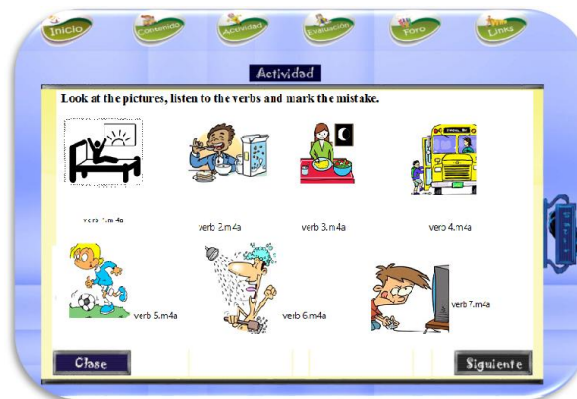 Inicio
Contenido
Actividad
Evaluación
Foro
Links
Actividad
Look at the pictures, listen to the verbs and mark the mistake.
verb 2.m4a
verb 3.m4a
verb 4.m4a
verb 5.m4a
verb 6.m4a
verb 7.m4a
Clase
Siguiente